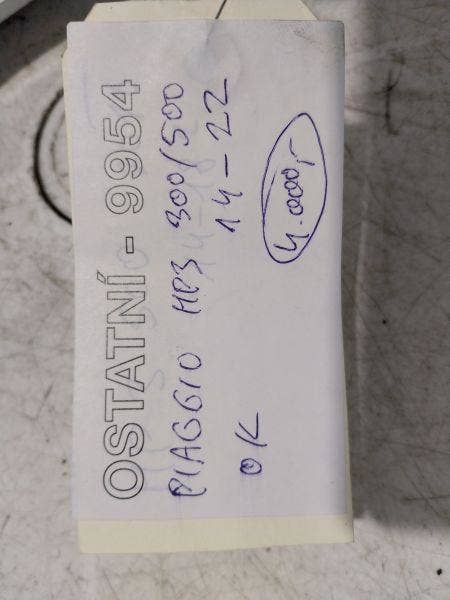 OSTATNÍ - 9954
PIAGGIO MP3 300/500
OK 14-22
4.000,-